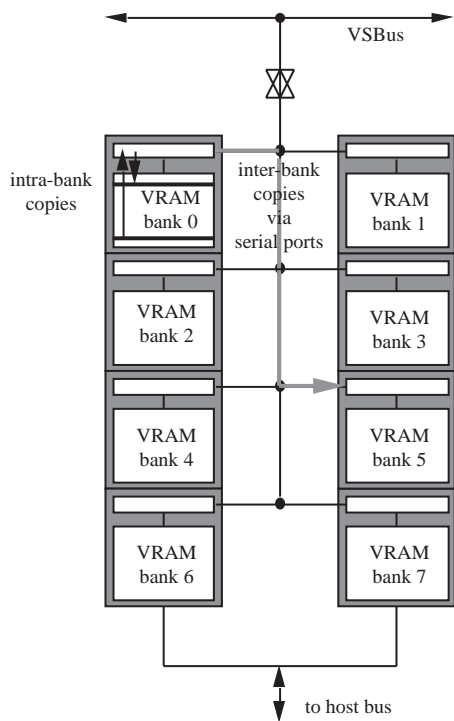 VSBus
intra-bank
copies
VRAM
bank 0
inter-bank
copies
via
serial ports
VRAM
bank 1
VRAM
bank 2
VRAM
bank 3
VRAM
bank 4
VRAM
bank 5
VRAM
bank 6
VRAM
bank 7
to host bus